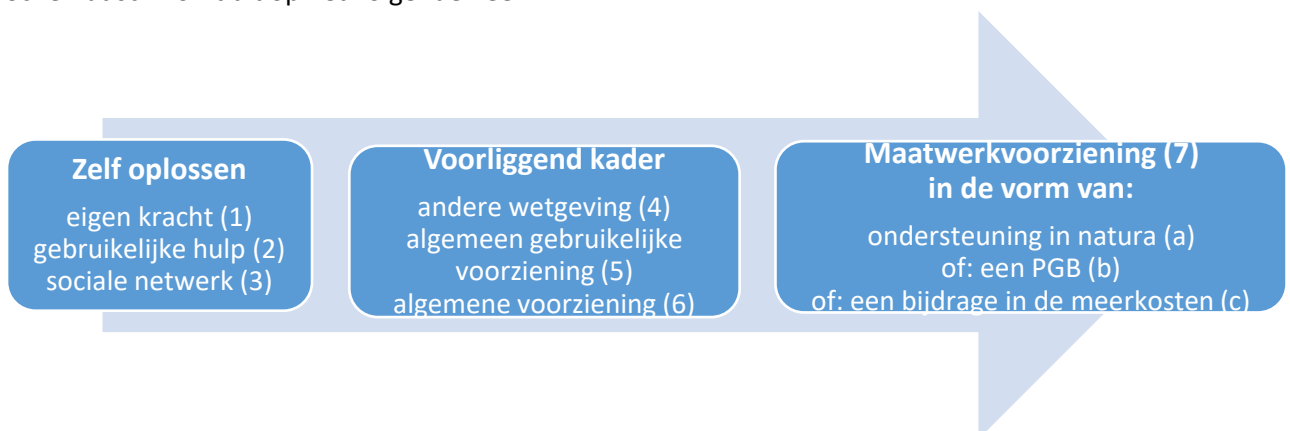 Zelf oplossen
eigen kracht (1)
gebruikelijke hulp (2)
sociale netwerk (3)
Voorliggend kader
andere wetgeving (4)
algemeen gebruikelijke
voorziening (5)
algemene voorziening (6)
Maatwerkvoorziening (7)
in de vorm van:
ondersteuning in natura (a)
of: een PGB (b)
of: een bijdrage in de meerkosten (c)